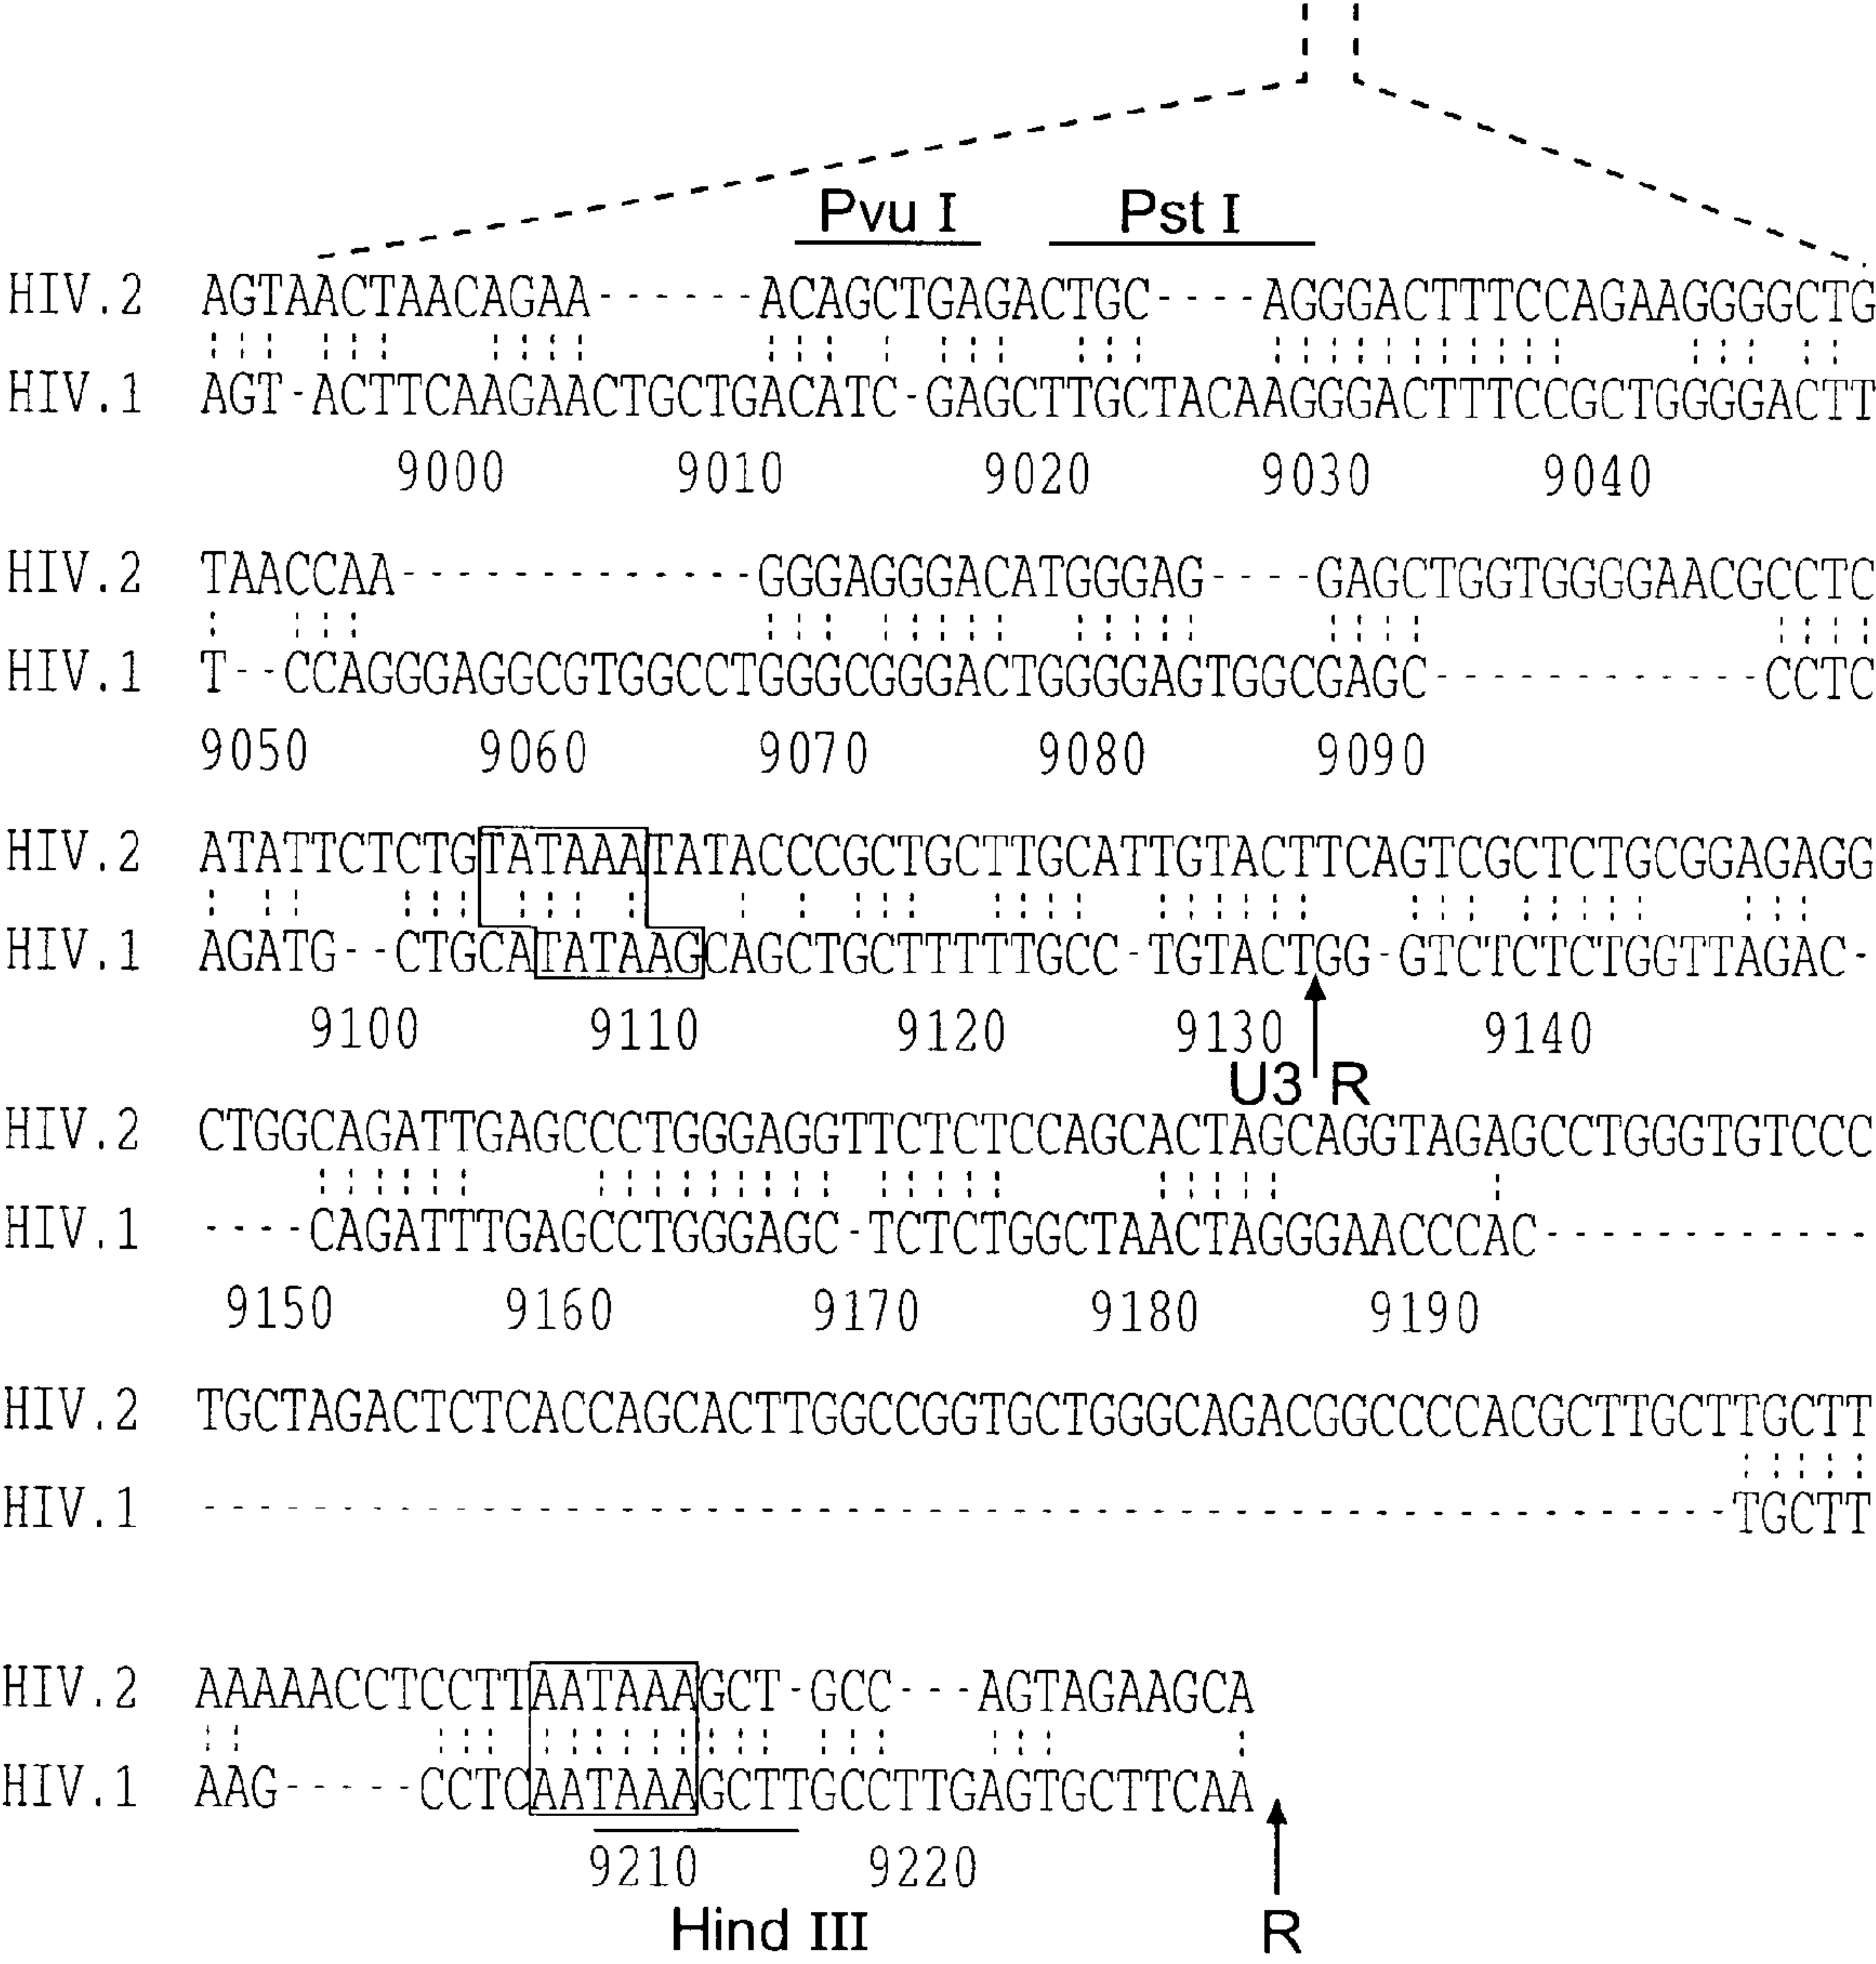 Pvu I Pst I
HIV.2 AGTAACTAACAGAA------ACAGCTGAGACTGC----AGGGACTTTCCAGAAGGGGCTG
HIV.1 AGT-ACTTCAAGAACTGCTGACATC-GAGCTTGCTACAAGGGACTTTCCGCTGGGGACTT
9000 9010 9020 9030 9040
HIV.2 TAACCAA-------------GGGAGGGACATGGGAG----GAGCTGGTGGGGAACGCCTC
HIV.1 T--CCAGGGAGGCGTGGCCTGGGCGGGACTGGGGAGTGGCGAGC------------CCTC
9050 9060 9070 9080 9090
HIV.2 ATATTCTCTGTATAAATATACCCGCTGCTTGCATTGTACTTCAGTCGCTCTGCGGAGAGG
HIV.1 AGATG--CTGCATATAAGCAGCTGCTTTTTGCC-TGTACTGG-GTCTCTCTGGTTAGAC-
9100 9110 9120 9130 9140
U3 R
HIV.2 CTGGCAGATTGAGCCCTGGGAGGTTCTCTCCAGCACTAGCAGGTAGAGCCTGGGTGTCCC
HIV.1 ----CAGATTTGAGCCTGGGAGC-TCTCTGGCTAACTAGGGAACCCAC------------
9150 9160 9170 9180 9190
HIV.2 TGCTAGACTCTCACCAGCACTTGGCCGGTGCTGGGCAGACGGCCCCACGCTTGCTTGCTT
HIV.1 -------------------------------------------------------TGCTT
HIV.2 AAAAACCTCCTTAATAAAGCT-GCC---AGTAGAAGCA
HIV.1 AAG-----CCTCAATAAAGCTTGCCTTGAGTGCTTCAA
9210 9220
Hind III R